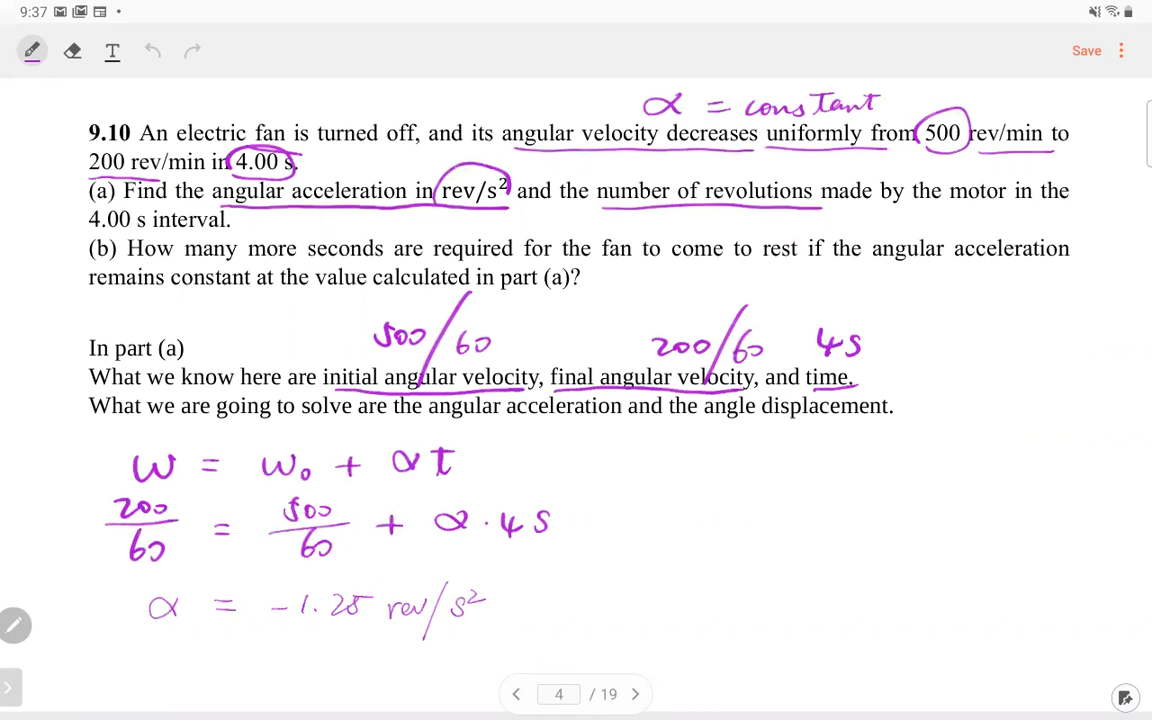 9:37
T
Save
α = constant
9.10 An electric fan is turned off, and its angular velocity decreases uniformly from 500 rev/min to
200 rev/min in 4.00 s.
(a) Find the angular acceleration in rev/s² and the number of revolutions made by the motor in the
4.00 s interval.
(b) How many more seconds are required for the fan to come to rest if the angular acceleration
remains constant at the value calculated in part (a)?
500/60 200/60 4s
In part (a)
What we know here are initial angular velocity, final angular velocity, and time.
What we are going to solve are the angular acceleration and the angle displacement.
ω = ω₀ + αt
200/60 = 500/60 + α·4s
α = -1.25 rev/s²
4 / 19